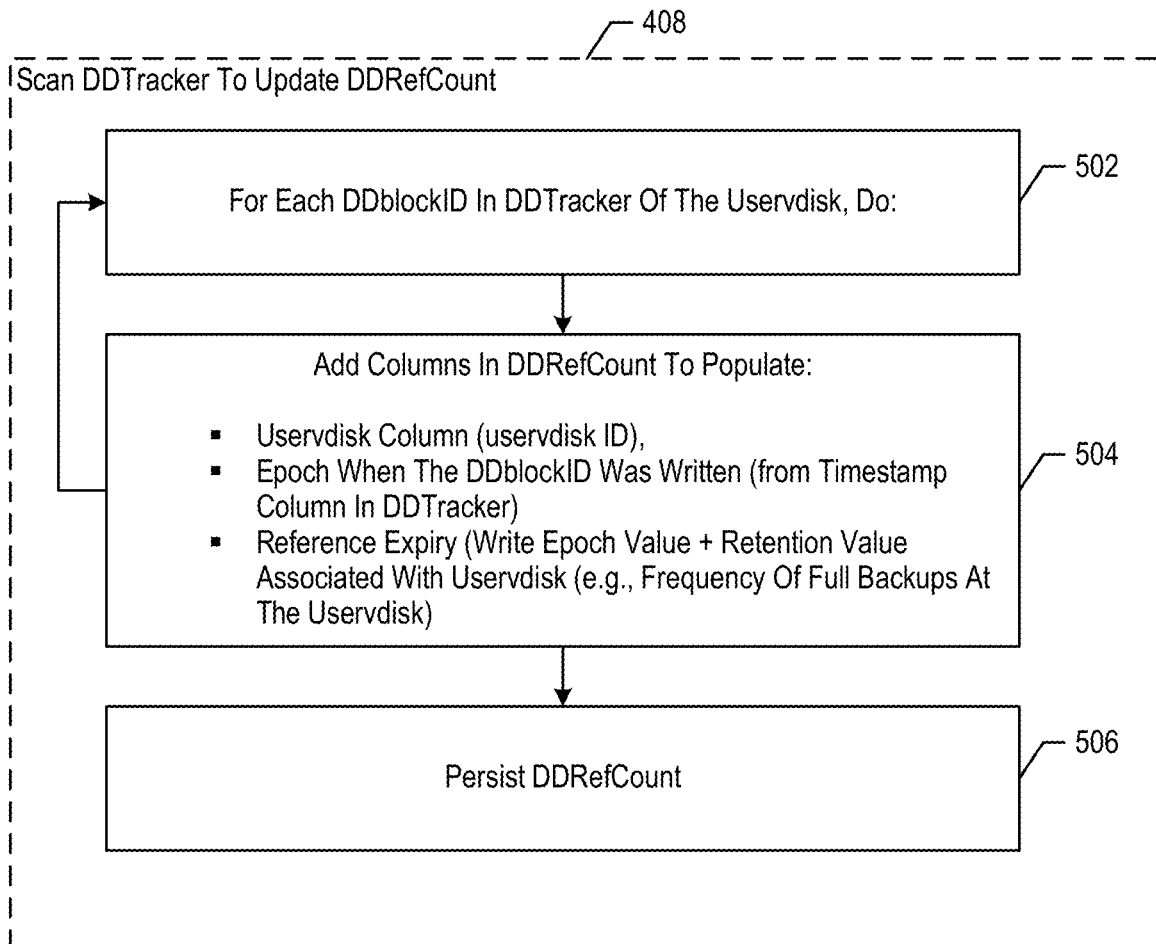 408
Scan DDTracker To Update DDRefCount
502
For Each DDblockID In DDTracker Of The Uservdisk, Do:
Add Columns In DDRefCount To Populate:
▪ Uservdisk Column (uservdisk ID),
▪ Epoch When The DDblockID Was Written (from Timestamp
Column In DDTracker)
504
▪ Reference Expiry (Write Epoch Value + Retention Value
Associated With Uservdisk (e.g., Frequency Of Full Backups At
The Uservdisk)
506
Persist DDRefCount